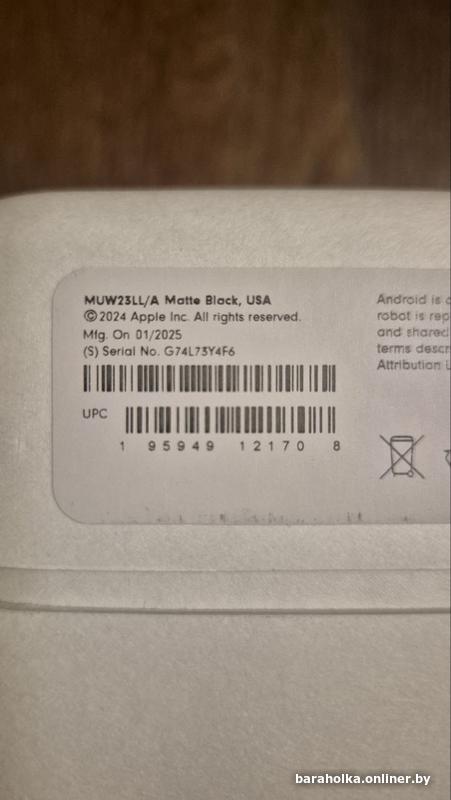 MUW23LL/A Matte Black, USA
©2024 Apple Inc. All rights reserved.
Mfg. On 01/2025
(S) Serial No. G74L73Y4F6
UPC
1 95949 12170 8
Android is
robot is rep
and shared
terms descr
Attribution
baraholka.onliner.by